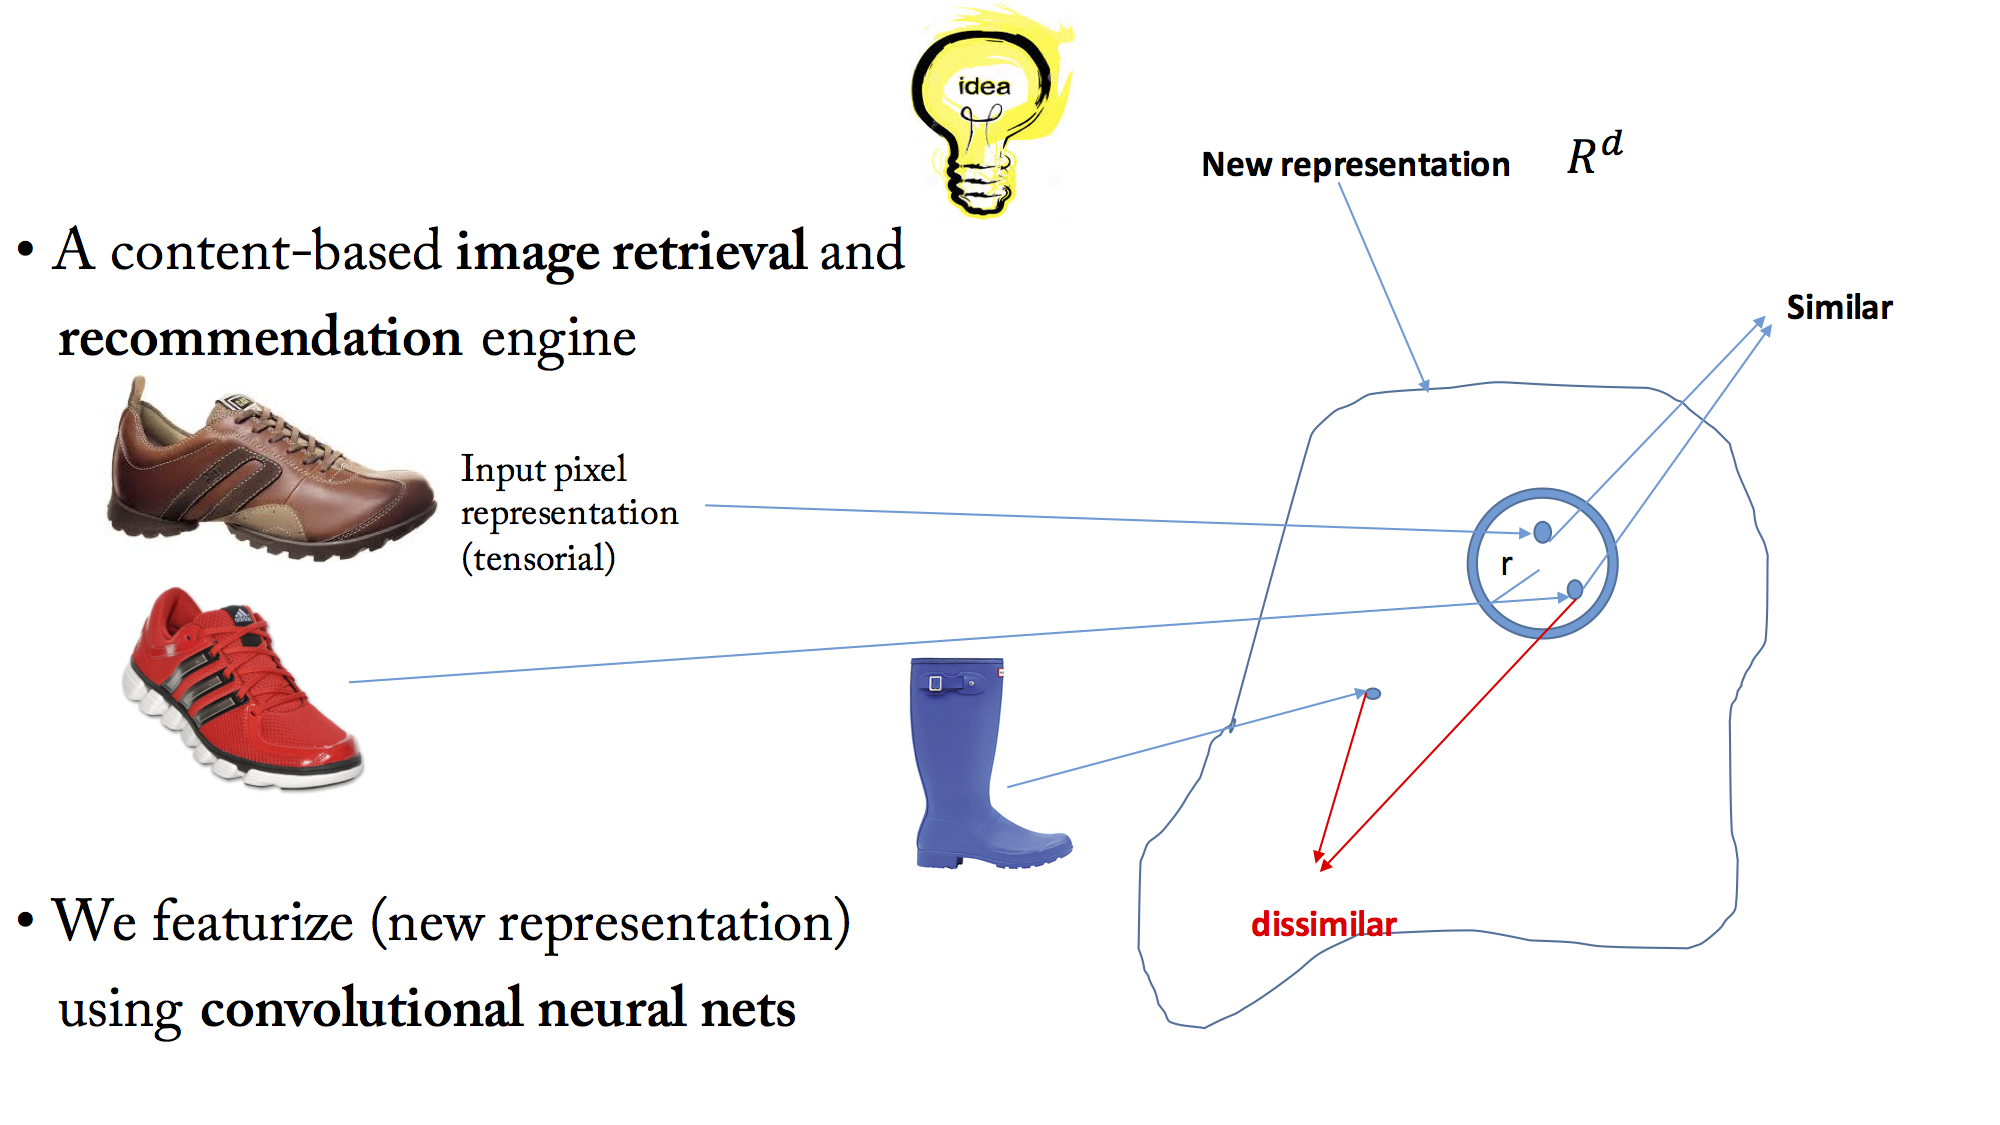 idea
New representation R^d
• A content-based image retrieval and
recommendation engine
Similar
Input pixel
representation
(tensorial)
r
adidas
dissimilar
• We featurize (new representation)
using convolutional neural nets